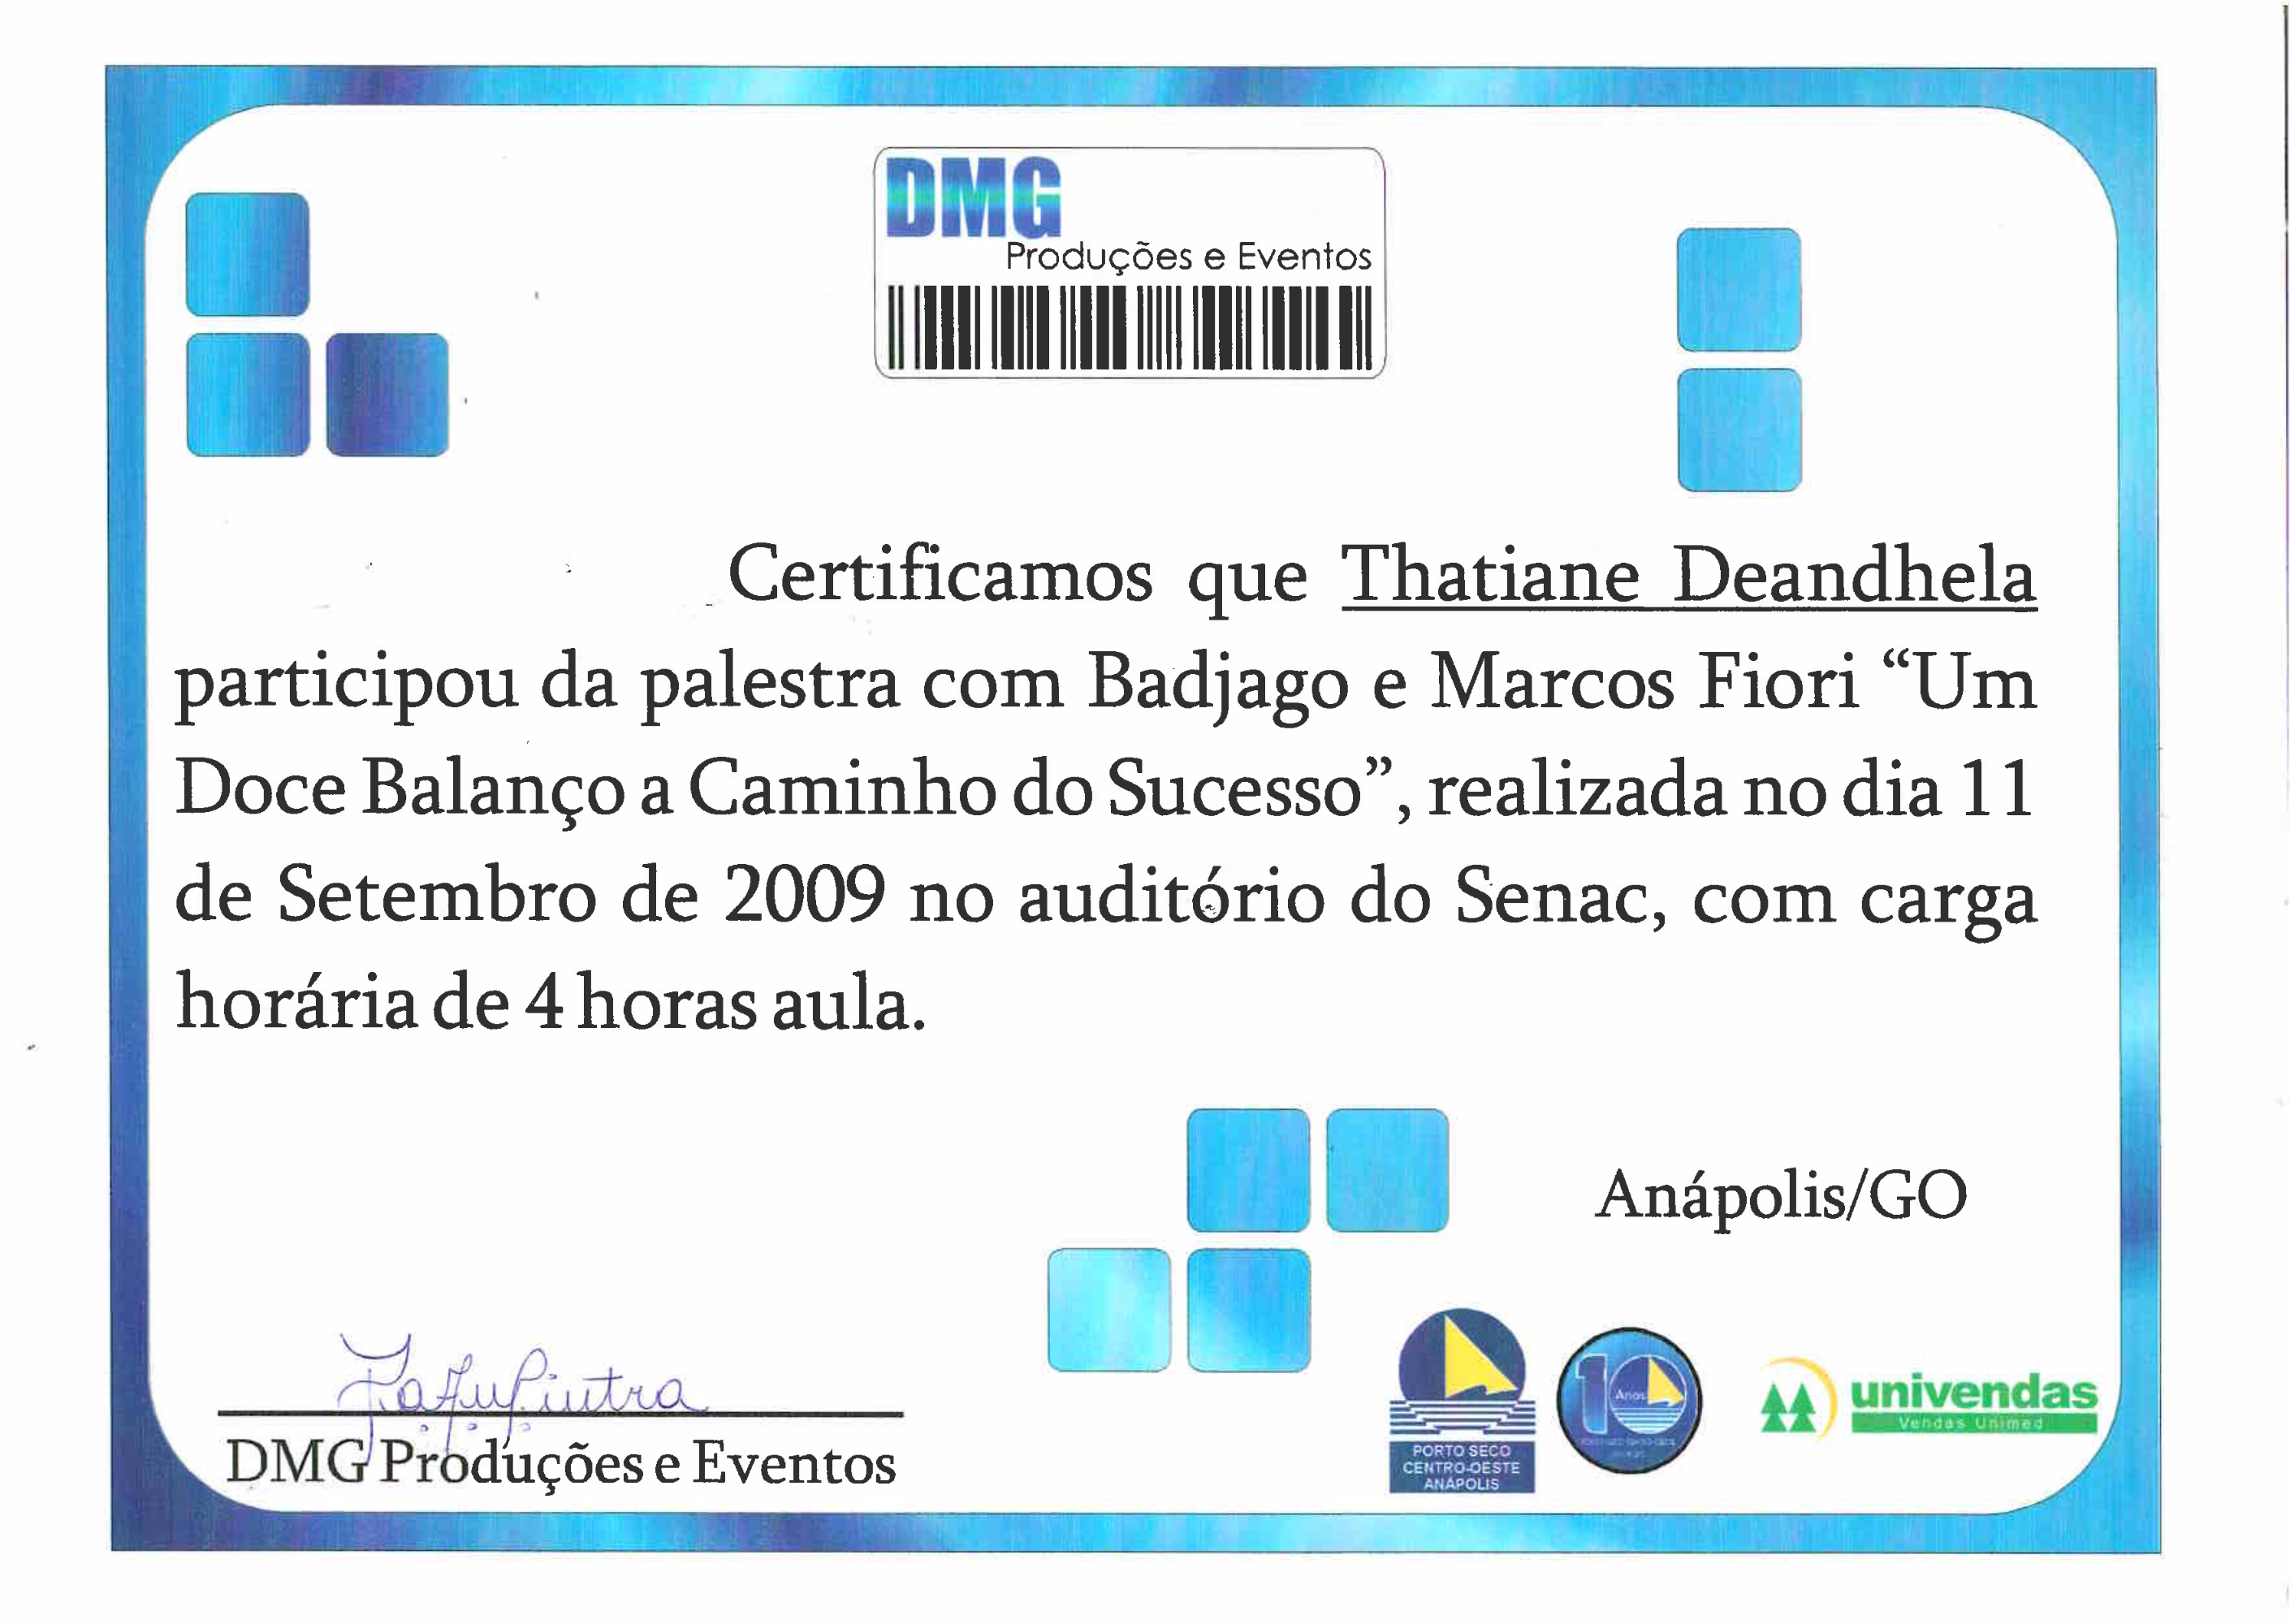 DMG
Produções e Eventos
Certificamos que Thatiane Deandhela
participou da palestra com Badjago e Marcos Fiori “Um
Doce Balanço a Caminho do Sucesso”, realizada no dia 11
de Setembro de 2009 no auditório do Senac, com carga
horária de 4 horas aula.
Anápolis/GO
DMG Produções e Eventos
PORTO SECO
CENTRO-OESTE
ANÁPOLIS
10
Anos
univendas
Vendas Unimed